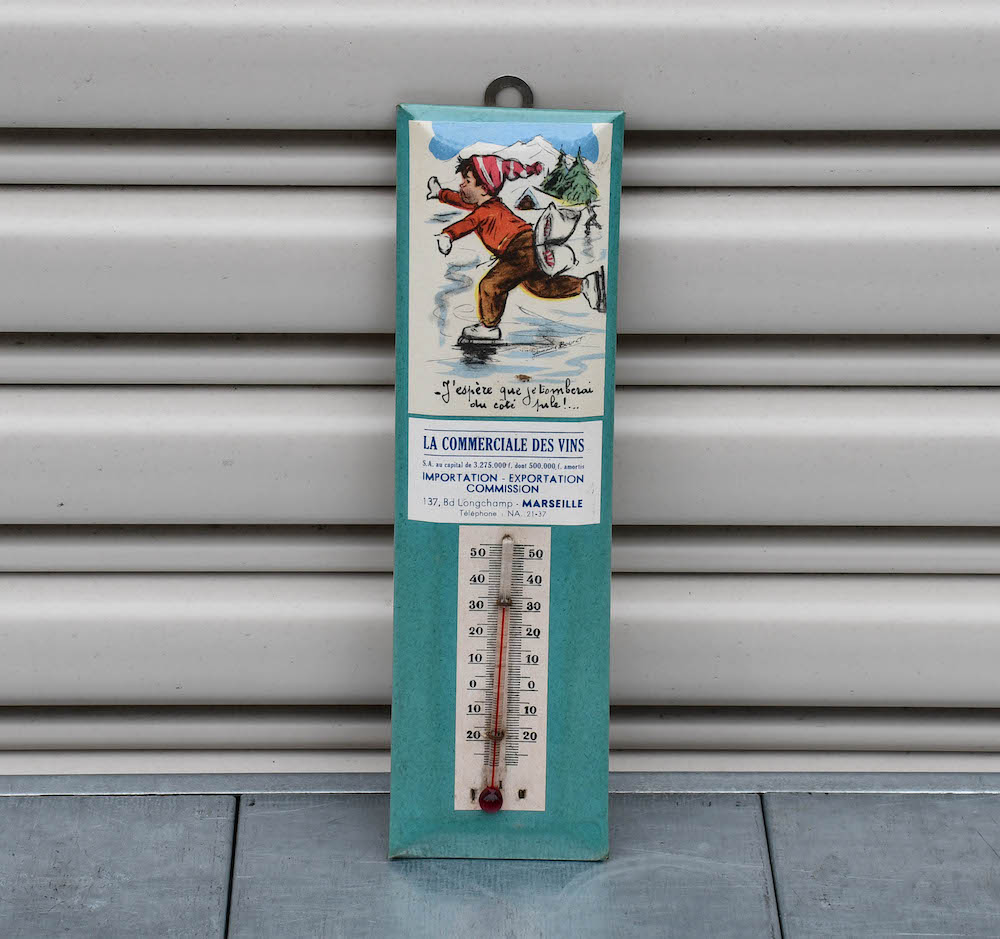 -J'espère que je tomberai
du côté pile!...
LA COMMERCIALE DES VINS
S.A. au capital de 3.275.000 f. dont 500.000 f. amortis
IMPORTATION - EXPORTATION
COMMISSION
137, Bd Longchamp - MARSEILLE
Téléphone : NA. 21-37
50 50
40 40
30 30
20 20
10 10
0 0
10 10
20 20